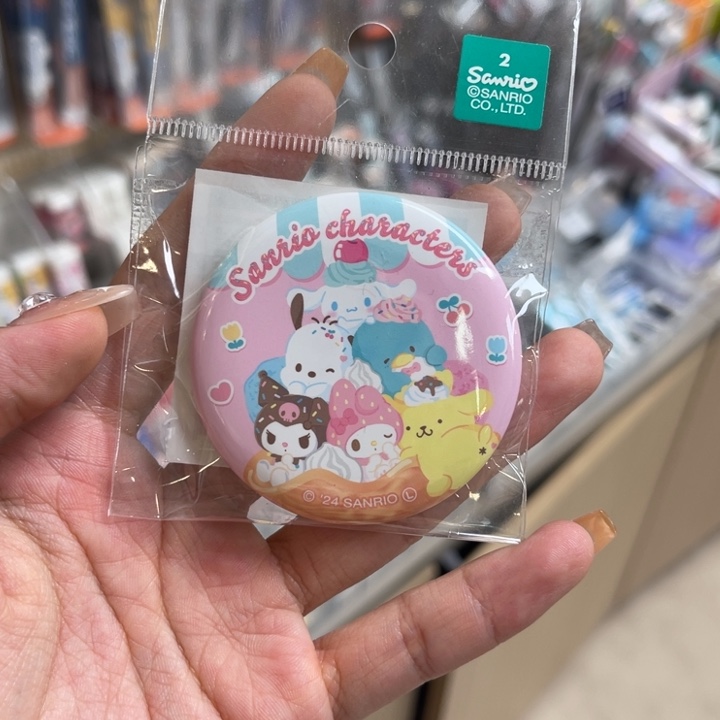 2
Sanrio
©SANRIO
CO., LTD.
Sanrio characters
© '24 SANRIO Ⓛ